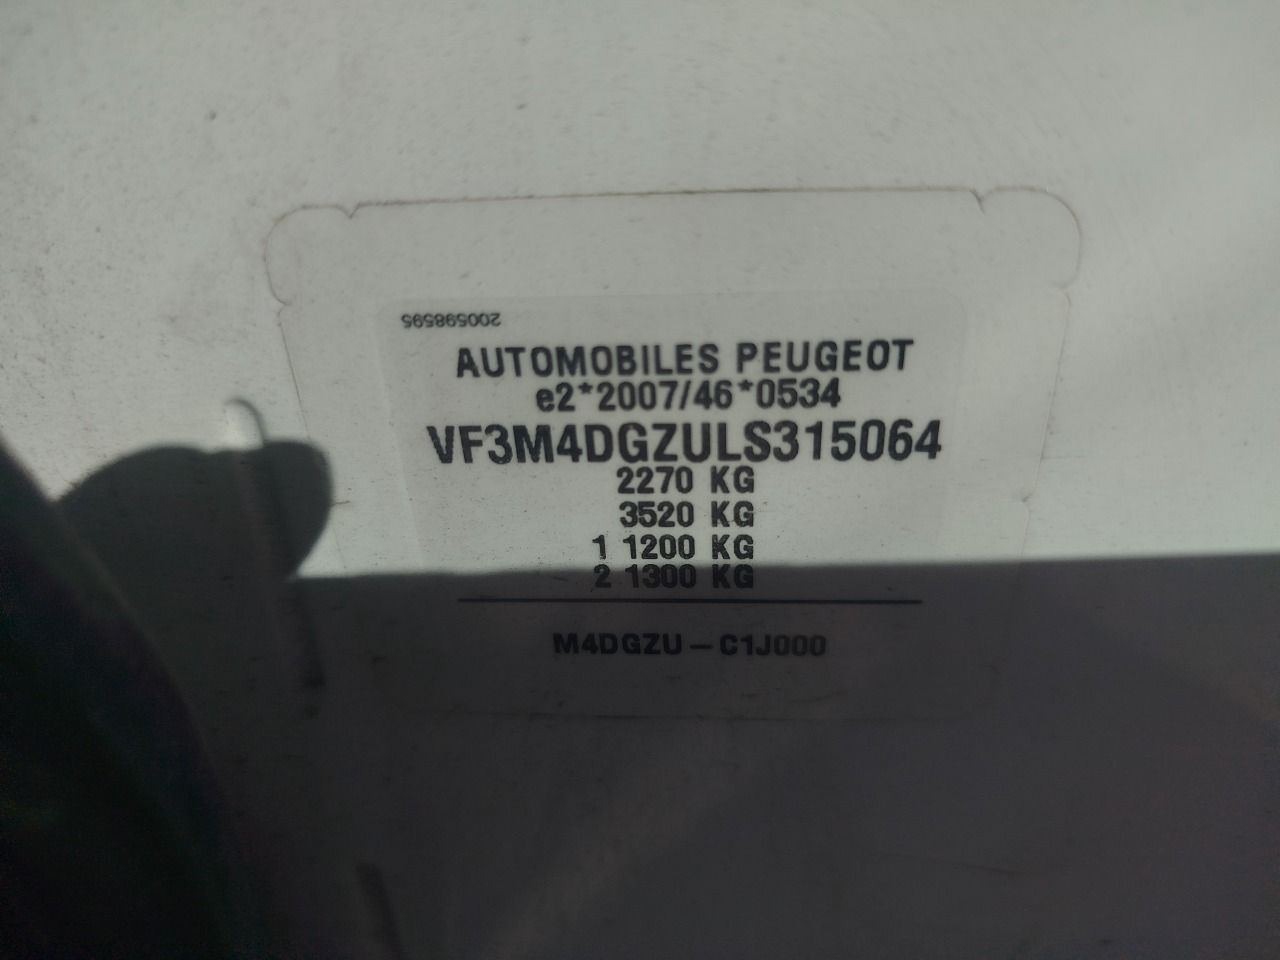 200598595
AUTOMOBILES PEUGEOT
e2*2007/46*0534
VF3M4DGZULS315064
2270 KG
3520 KG
1 1200 KG
2 1300 KG
M4DGZU – C1J000